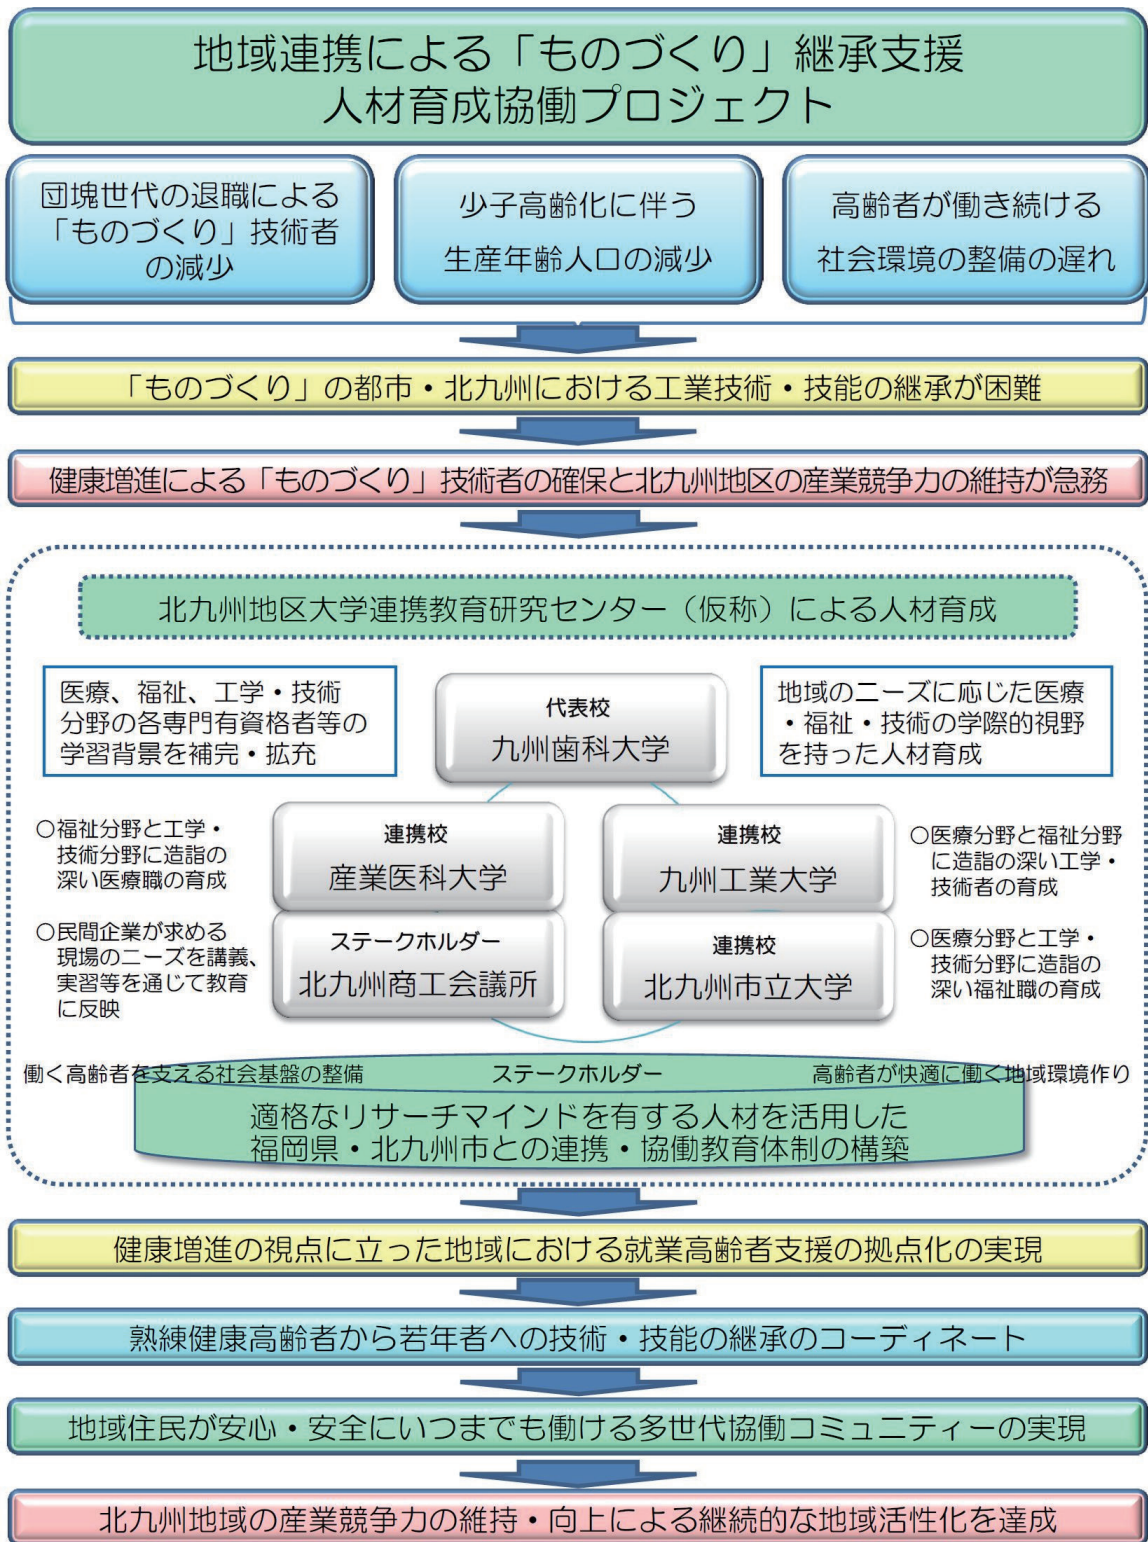 地域連携による「ものづくり」継承支援
人材育成協働プロジェクト
団塊世代の退職による
「ものづくり」技術者
の減少
少子高齢化に伴う
生産年齢人口の減少
高齢者が働き続ける
社会環境の整備の遅れ
「ものづくり」の都市・北九州における工業技術・技能の継承が困難
健康増進による「ものづくり」技術者の確保と北九州地区の産業競争力の維持が急務
北九州地区大学連携教育研究センター（仮称）による人材育成
医療、福祉、工学・技術
分野の各専門有資格者等の
学習背景を補完・拡充
代表校
九州歯科大学
地域のニーズに応じた医療
・福祉・技術の学際的視野
を持った人材育成
○福祉分野と工学・
技術分野に造詣の
深い医療職の育成
連携校
産業医科大学
連携校
九州工業大学
○医療分野と福祉分野
に造詣の深い工学・
技術者の育成
○民間企業が求める
現場のニーズを講義、
実習等を通じて教育
に反映
ステークホルダー
北九州商工会議所
連携校
北九州市立大学
○医療分野と工学・
技術分野に造詣の
深い福祉職の育成
働く高齢者を支える社会基盤の整備
ステークホルダー
高齢者が快適に働く地域環境作り
適格なリサーチマインドを有する人材を活用した
福岡県・北九州市との連携・協働教育体制の構築
健康増進の視点に立った地域における就業高齢者支援の拠点化の実現
熟練健康高齢者から若年者への技術・技能の継承のコーディネート
地域住民が安心・安全にいつまでも働ける多世代協働コミュニティーの実現
北九州地域の産業競争力の維持・向上による継続的な地域活性化を達成